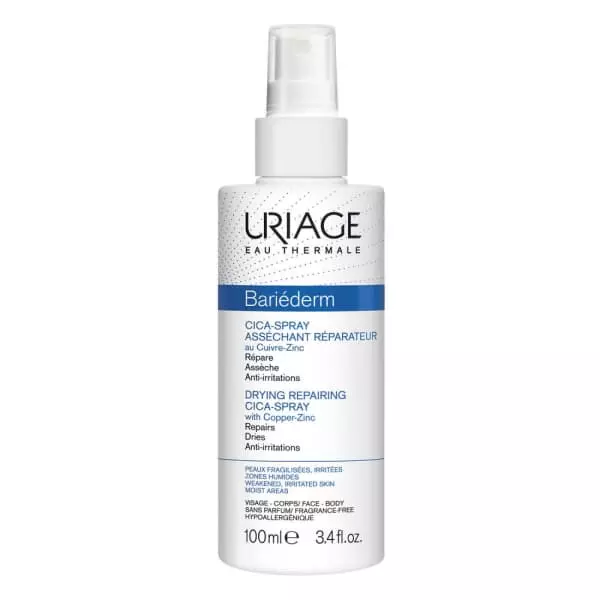 URIAGE
EAU THERMALE
Bariéderm
CICA-SPRAY
ASSÉCHANT RÉPARATEUR
au Cuivre-Zinc
Répare
Assèche
Anti-irritations
DRYING REPAIRING
CICA-SPRAY
with Copper-Zinc
Repairs
Dries
Anti-irritations
PEAUX FRAGILISÉES, IRRITÉES
ZONES HUMIDES
WEAKENED, IRRITATED SKIN
MOIST AREAS
VISAGE - CORPS/ FACE - BODY
SANS PARFUM/ FRAGRANCE-FREE
HYPOALLERGÉNIQUE
100ml e 3.4fl.oz.